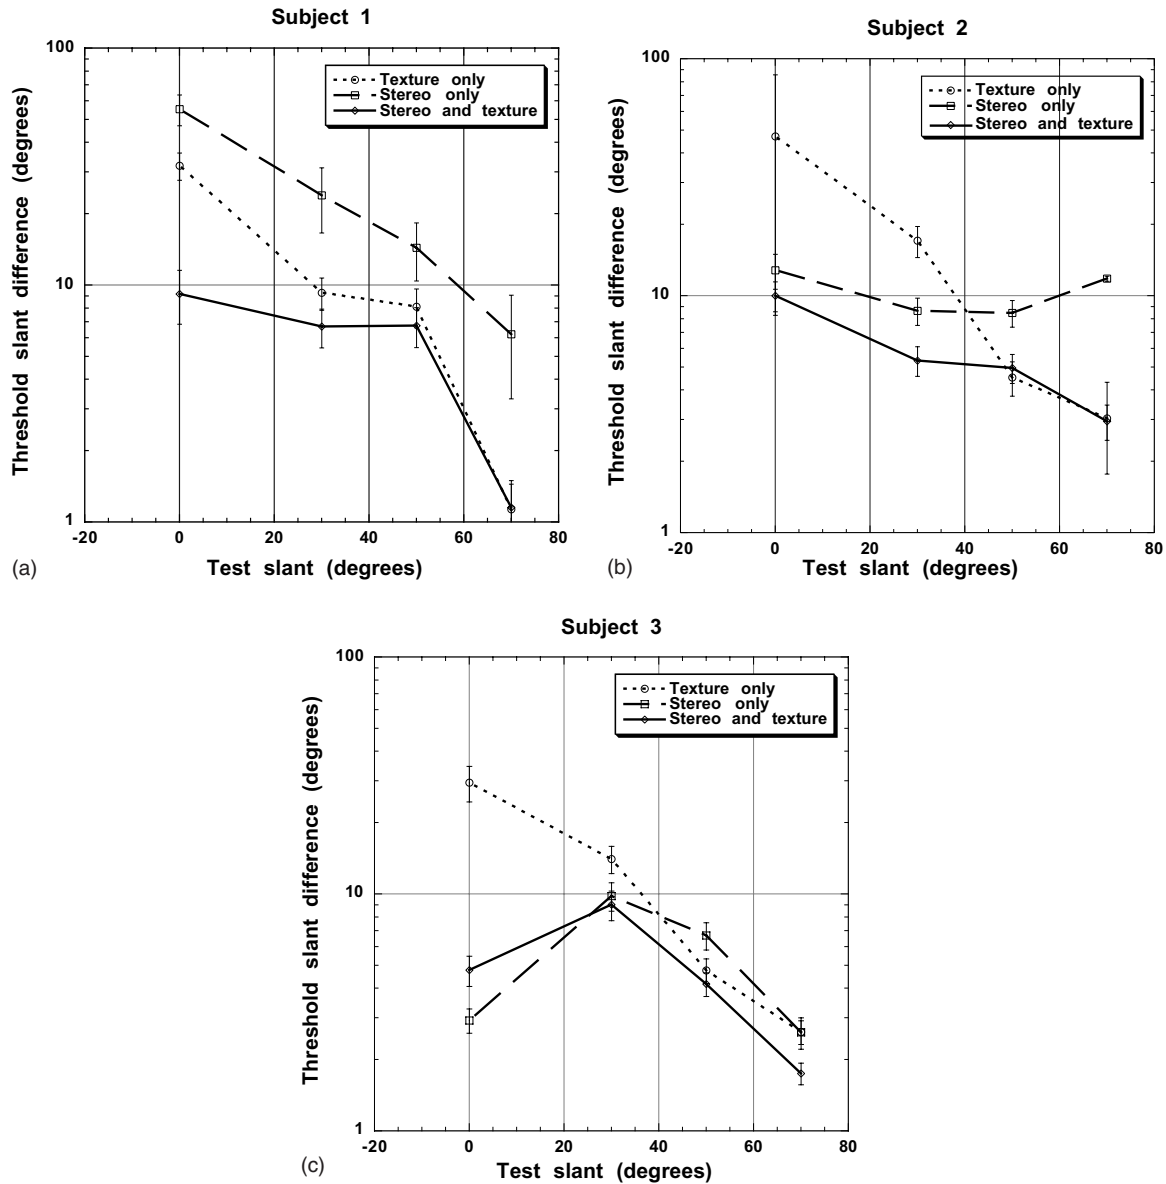 Subject 1
100
10
1
-20 0 20 40 60 80
Threshold slant difference (degrees)
Test slant (degrees)
Texture only
Stereo only
Stereo and texture
(a)
Subject 2
100
10
1
-20 0 20 40 60 80
Threshold slant difference (degrees)
Test slant (degrees)
Texture only
Stereo only
Stereo and texture
(b)
Subject 3
100
10
1
-20 0 20 40 60 80
Threshold slant difference (degrees)
Test slant (degrees)
Texture only
Stereo only
Stereo and texture
(c)